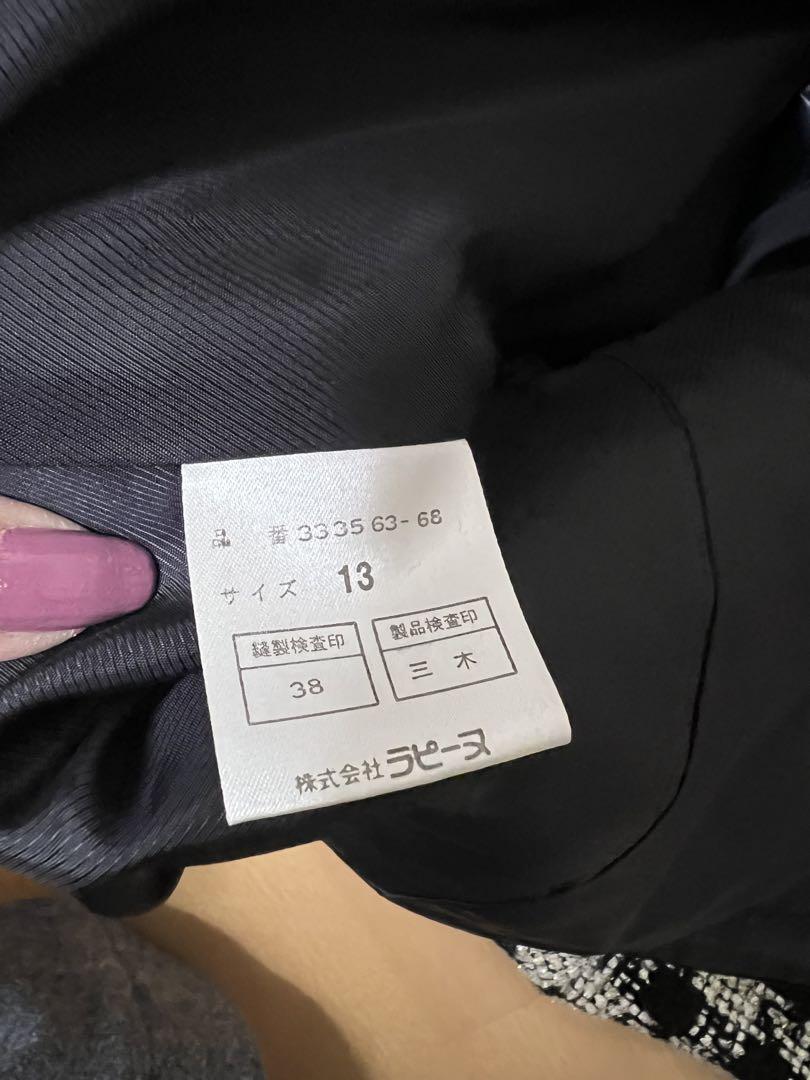 品 番 333563-68
サイズ 13
縫製検査印 製品検査印
38 三 木
株式会社 ラピーヌ